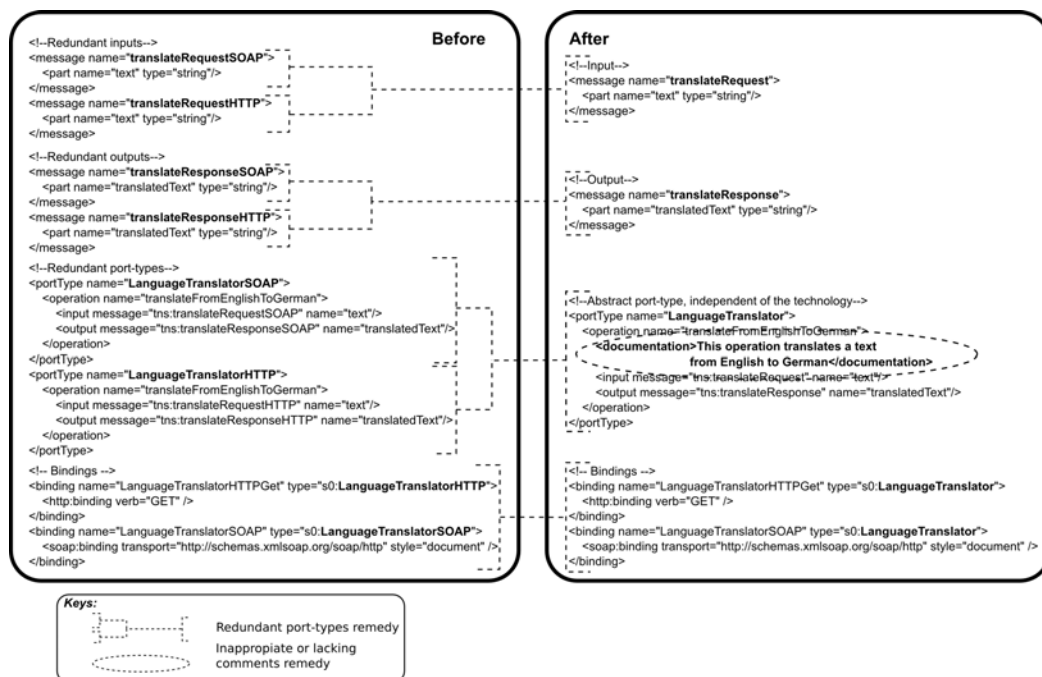 Before
<!--Redundant inputs-->
<message name="translateRequestSOAP">
<part name="text" type="string"/>
</message>
<message name="translateRequestHTTP">
<part name="text" type="string"/>
</message>
<!--Redundant outputs-->
<message name="translateResponseSOAP">
<part name="translatedText" type="string"/>
</message>
<message name="translateResponseHTTP">
<part name="translatedText" type="string"/>
</message>
<!--Redundant port-types-->
<portType name="LanguageTranslatorSOAP">
<operation name="translateFromEnglishToGerman">
<input message="tns:translateRequestSOAP" name="text"/>
<output message="tns:translateResponseSOAP" name="translatedText"/>
</operation>
</portType>
<portType name="LanguageTranslatorHTTP">
<operation name="translateFromEnglishToGerman">
<input message="tns:translateRequestHTTP" name="text"/>
<output message="tns:translateResponseHTTP" name="translatedText"/>
</operation>
</portType>
<!-- Bindings -->
<binding name="LanguageTranslatorHTTPGet" type="s0:LanguageTranslatorHTTP">
<http:binding verb="GET" />
</binding>
<binding name="LanguageTranslatorSOAP" type="s0:LanguageTranslatorSOAP">
<soap:binding transport="http://schemas.xmlsoap.org/soap/http" style="document" />
</binding>
After
<!--Input-->
<message name="translateRequest">
<part name="text" type="string"/>
</message>
<!--Output-->
<message name="translateResponse">
<part name="translatedText" type="string"/>
</message>
<!--Abstract port-type, independent of the technology-->
<portType name="LanguageTranslator">
<operation name="translateFromEnglishToGerman">
<documentation>This operation translates a text
from English to German</documentation>
<input message="tns:translateRequest" name="text"/>
<output message="tns:translateResponse" name="translatedText"/>
</operation>
</portType>
<!-- Bindings -->
<binding name="LanguageTranslatorHTTPGet" type="s0:LanguageTranslator">
<http:binding verb="GET" />
</binding>
<binding name="LanguageTranslatorSOAP" type="s0:LanguageTranslator">
<soap:binding transport="http://schemas.xmlsoap.org/soap/http" style="document" />
</binding>
Keys:
Redundant port-types remedy
Inappropiate or lacking
comments remedy